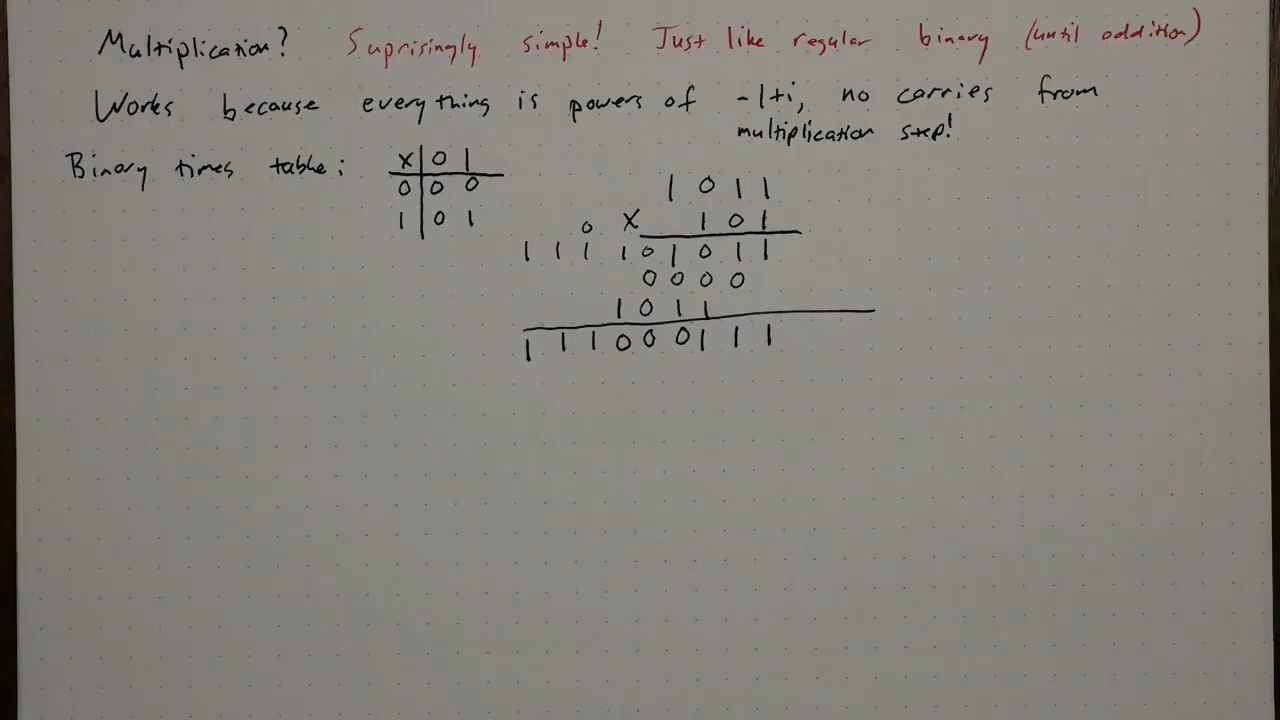 Multiplication? Suprisingly simple! Just like regular binary (until addition)
Works because everything is powers of -1+i, no carries from
multiplication step!
Binary times table:
x 0 1
0 0 0
1 0 1
1 0 1 1
0 X 1 0 1
1 1 1 1 0 1 0 1 1
0 0 0 0
1 0 1 1
1 1 1 0 0 0 1 1 1